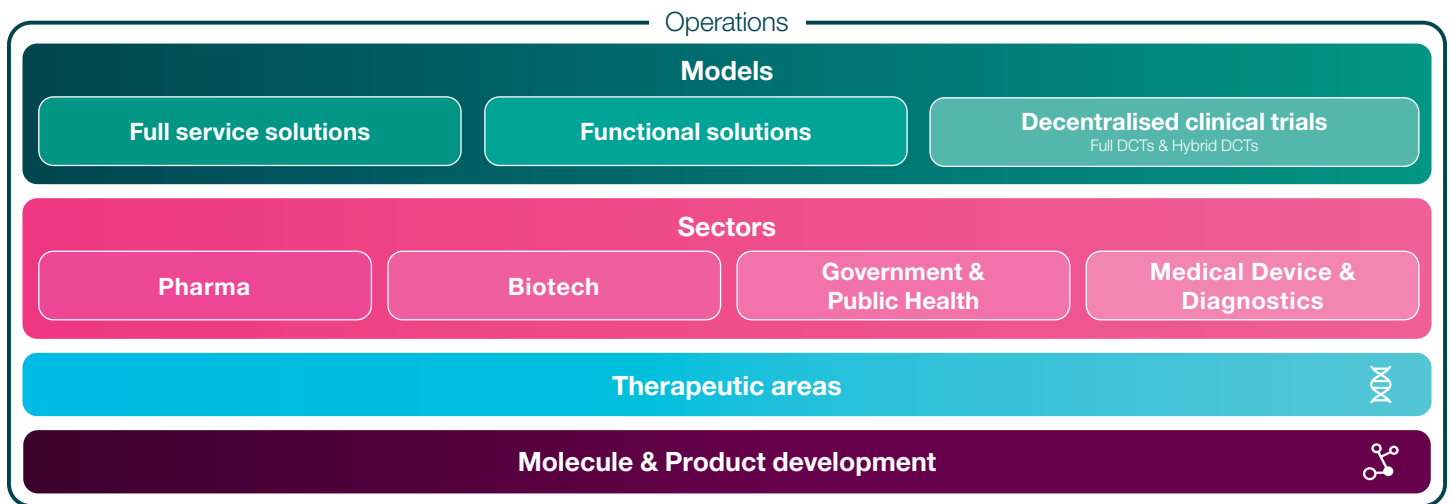 Operations
Models
Full service solutions
Functional solutions
Decentralised clinical trials
Full DCTs & Hybrid DCTs
Sectors
Pharma
Biotech
Government &
Public Health
Medical Device &
Diagnostics
Therapeutic areas
Molecule & Product development